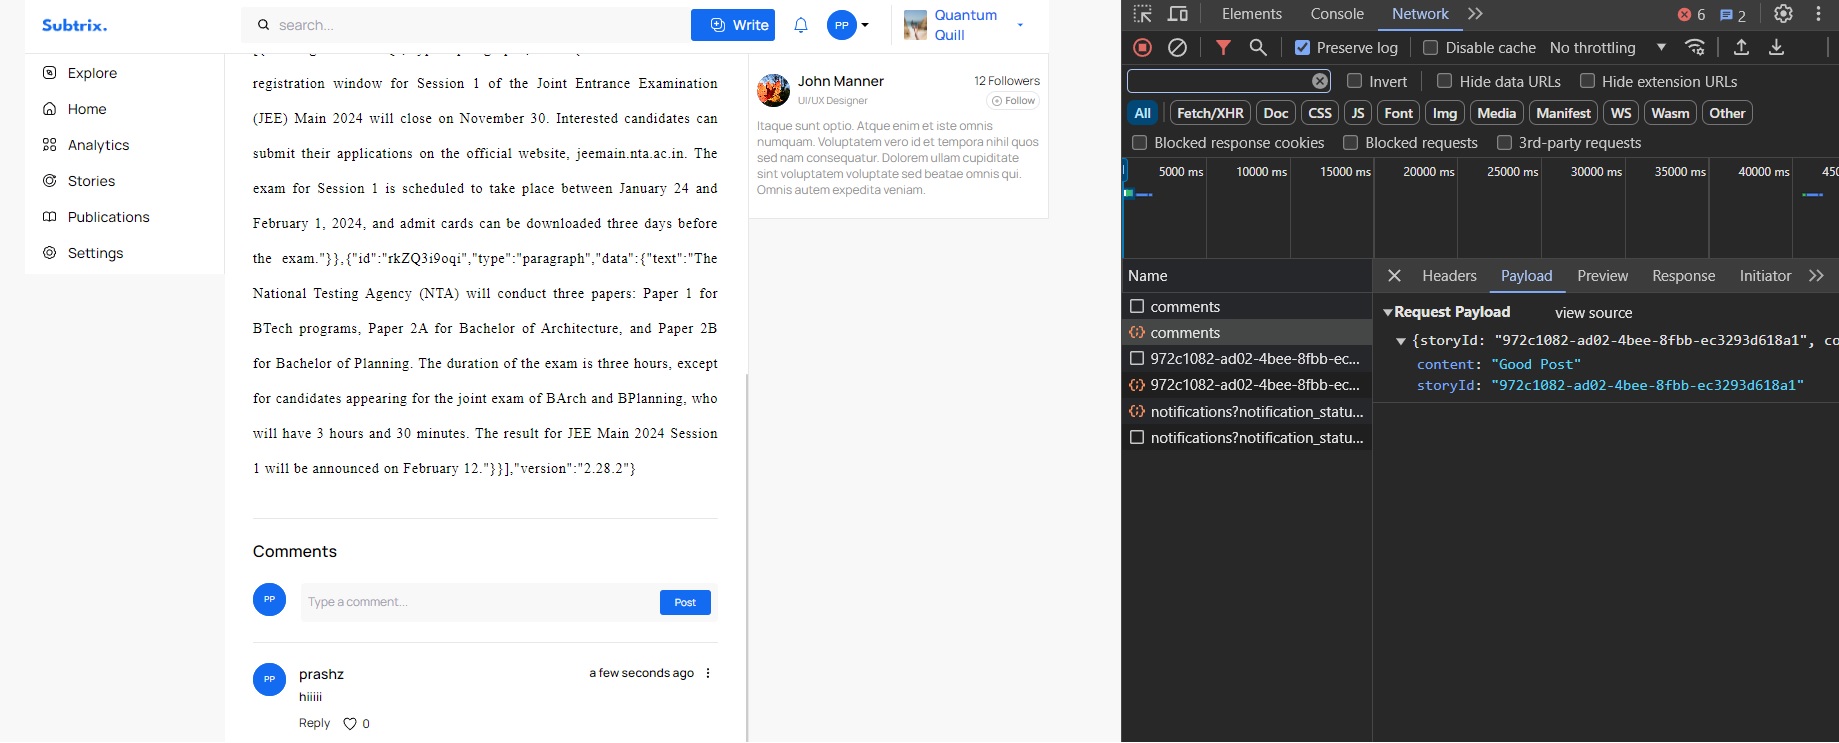 Subtrix.
search...
Write
PP
Quantum
Quill
Explore
Home
Analytics
Stories
Publications
Settings
registration window for Session 1 of the Joint Entrance Examination
(JEE) Main 2024 will close on November 30. Interested candidates can
submit their applications on the official website, jeemain.nta.ac.in. The
exam for Session 1 is scheduled to take place between January 24 and
February 1, 2024, and admit cards can be downloaded three days before
the exam."}},{"id":"rkZQ3i9oqi","type":"paragraph","data":{"text":"The
National Testing Agency (NTA) will conduct three papers: Paper 1 for
BTech programs, Paper 2A for Bachelor of Architecture, and Paper 2B
for Bachelor of Planning. The duration of the exam is three hours, except
for candidates appearing for the joint exam of BArch and BPlanning, who
will have 3 hours and 30 minutes. The result for JEE Main 2024 Session
1 will be announced on February 12."}}],"version":"2.28.2"}
Comments
PP
Type a comment...
Post
PP
prashz
a few seconds ago
hiiiii
Reply
0
John Manner
12 Followers
UI/UX Designer
Follow
Itaque sunt optio. Atque enim et iste omnis
numquam. Voluptatem vero id et tempora nihil quos
sed nam consequatur. Dolorem ullam cupiditate
sint voluptatem voluptate sed beatae omnis qui.
Omnis autem expedita veniam.
Elements
Console
Network
6
2
Preserve log
Disable cache
No throttling
Invert
Hide data URLs
Hide extension URLs
All
Fetch/XHR
Doc
CSS
JS
Font
Img
Media
Manifest
WS
Wasm
Other
Blocked response cookies
Blocked requests
3rd-party requests
5000 ms
10000 ms
15000 ms
20000 ms
25000 ms
30000 ms
35000 ms
40000 ms
450
Name
comments
comments
972c1082-ad02-4bee-8fbb-ec...
972c1082-ad02-4bee-8fbb-ec...
notifications?notification_statu...
notifications?notification_statu...
Headers
Payload
Preview
Response
Initiator
Request Payload
view source
{storyId: "972c1082-ad02-4bee-8fbb-ec3293d618a1", co
content: "Good Post"
storyId: "972c1082-ad02-4bee-8fbb-ec3293d618a1"